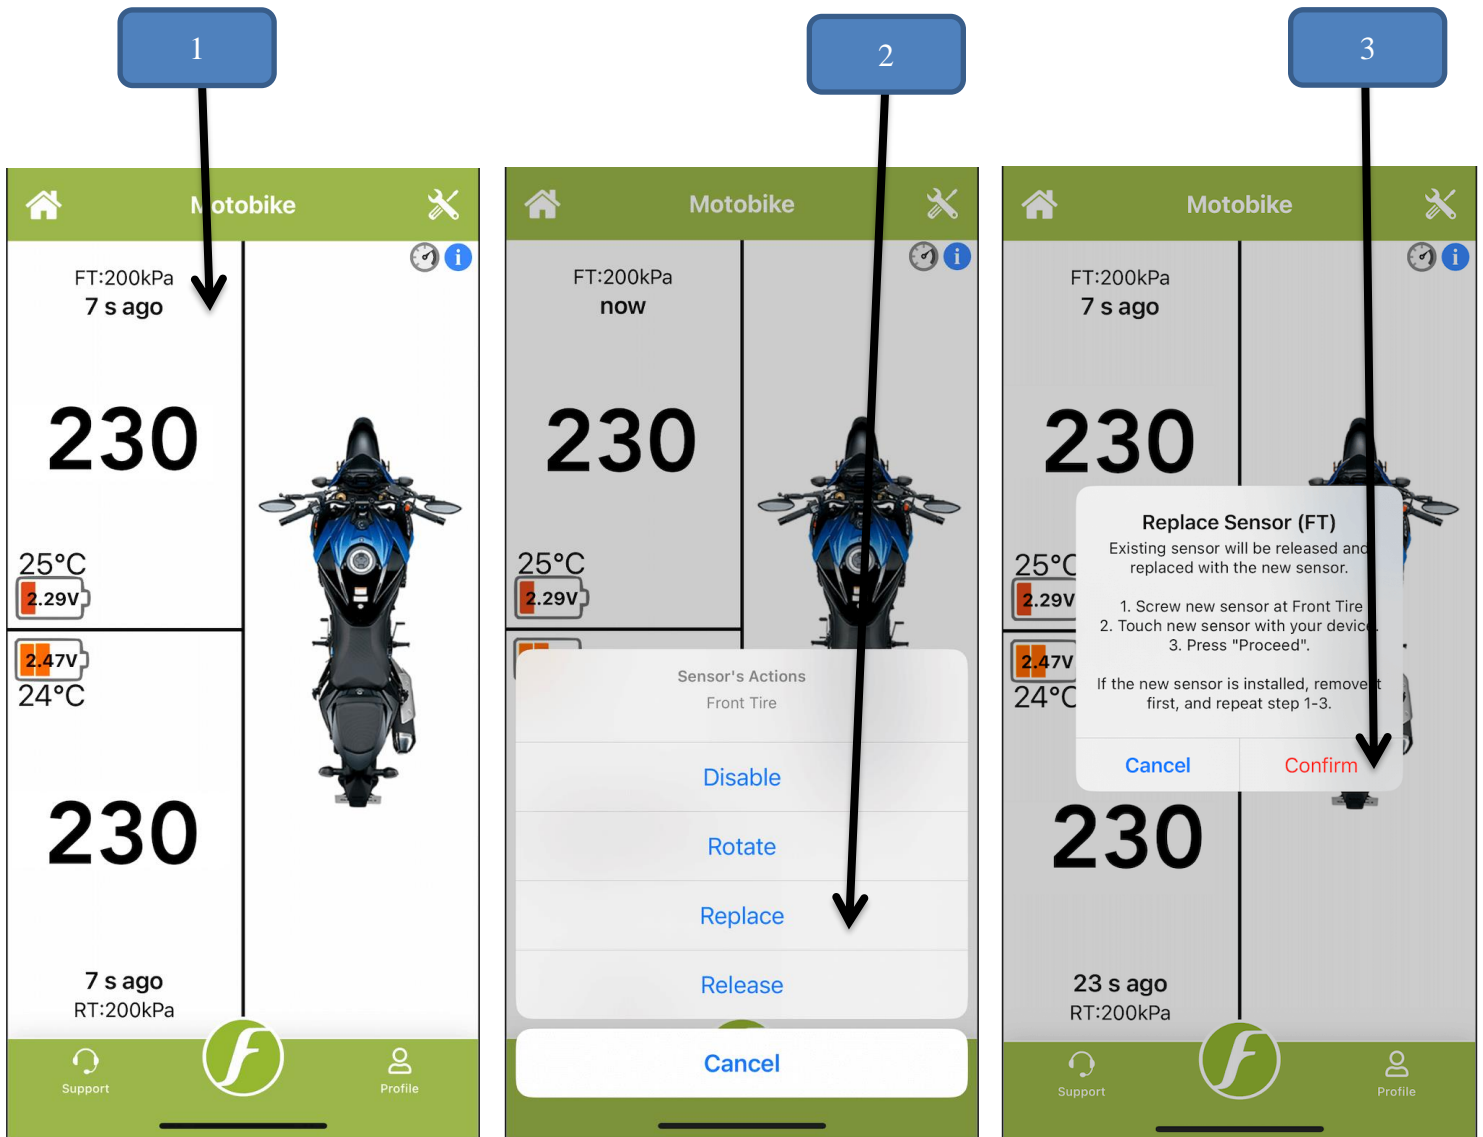 1
2
3
Motobike
FT:200kPa
7 s ago
230
25°C
2.29V
2.47V
24°C
230
7 s ago
RT:200kPa
Support
Profile
Motobike
FT:200kPa
now
230
25°C
2.29V
Sensor's Actions
Front Tire
Disable
Rotate
Replace
Release
Cancel
Motobike
FT:200kPa
7 s ago
230
25°C
2.29V
2.47V
24°C
Replace Sensor (FT)
Existing sensor will be released and
replaced with the new sensor.
1. Screw new sensor at Front Tire
2. Touch new sensor with your device.
3. Press "Proceed".
If the new sensor is installed, remove it
first, and repeat step 1-3.
Cancel
Confirm
230
23 s ago
RT:200kPa
Support
Profile